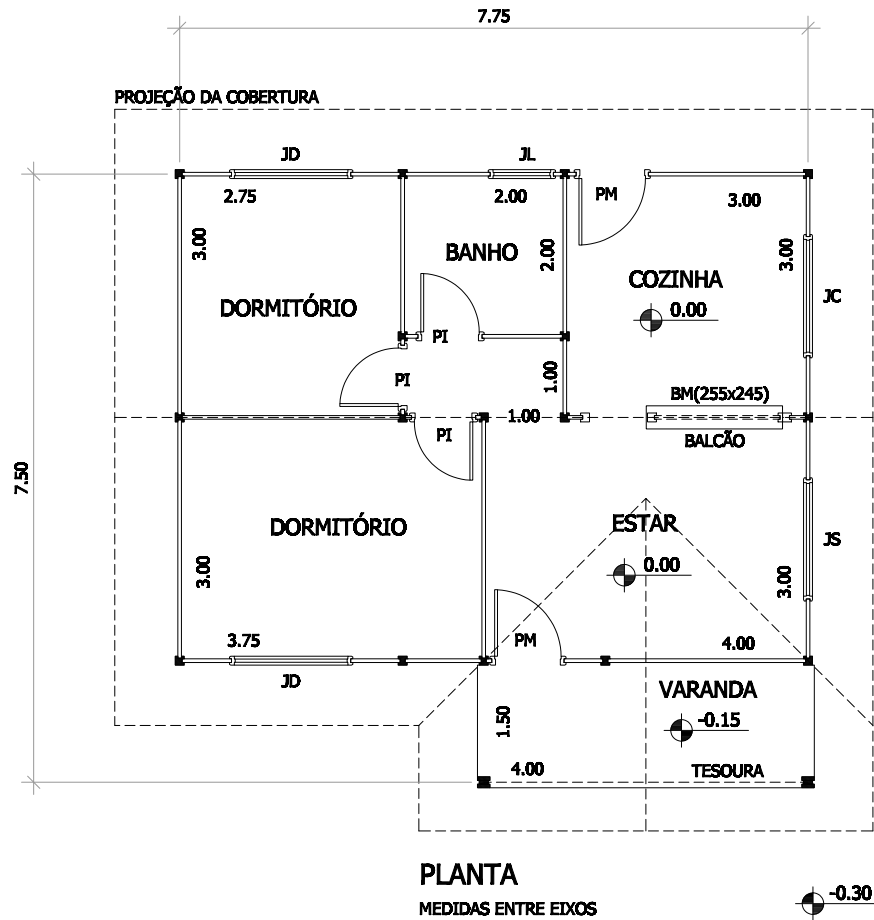 7.75
PROJEÇÃO DA COBERTURA
JD
JL
2.75
2.00
PM
3.00
3.00
BANHO
2.00
3.00
COZINHA
JC
DORMITÓRIO
0.00
PI
PI
1.00
BM(255x245)
1.00
PI
BALCÃO
7.50
DORMITÓRIO
ESTAR
JS
0.00
3.00
3.00
3.75
PM
4.00
JD
VARANDA
1.50
-0.15
4.00
TESOURA
PLANTA
-0.30
MEDIDAS ENTRE EIXOS